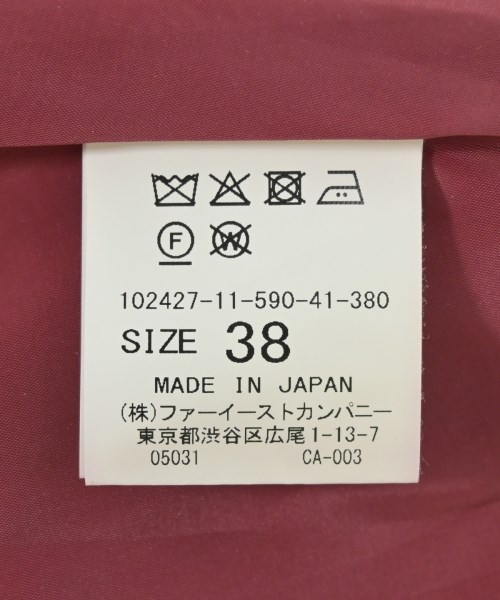 F W
102427-11-590-41-380
SIZE 38
MADE IN JAPAN
(株)ファーイーストカンパニー
東京都渋谷区広尾1-13-7
05031 CA-003